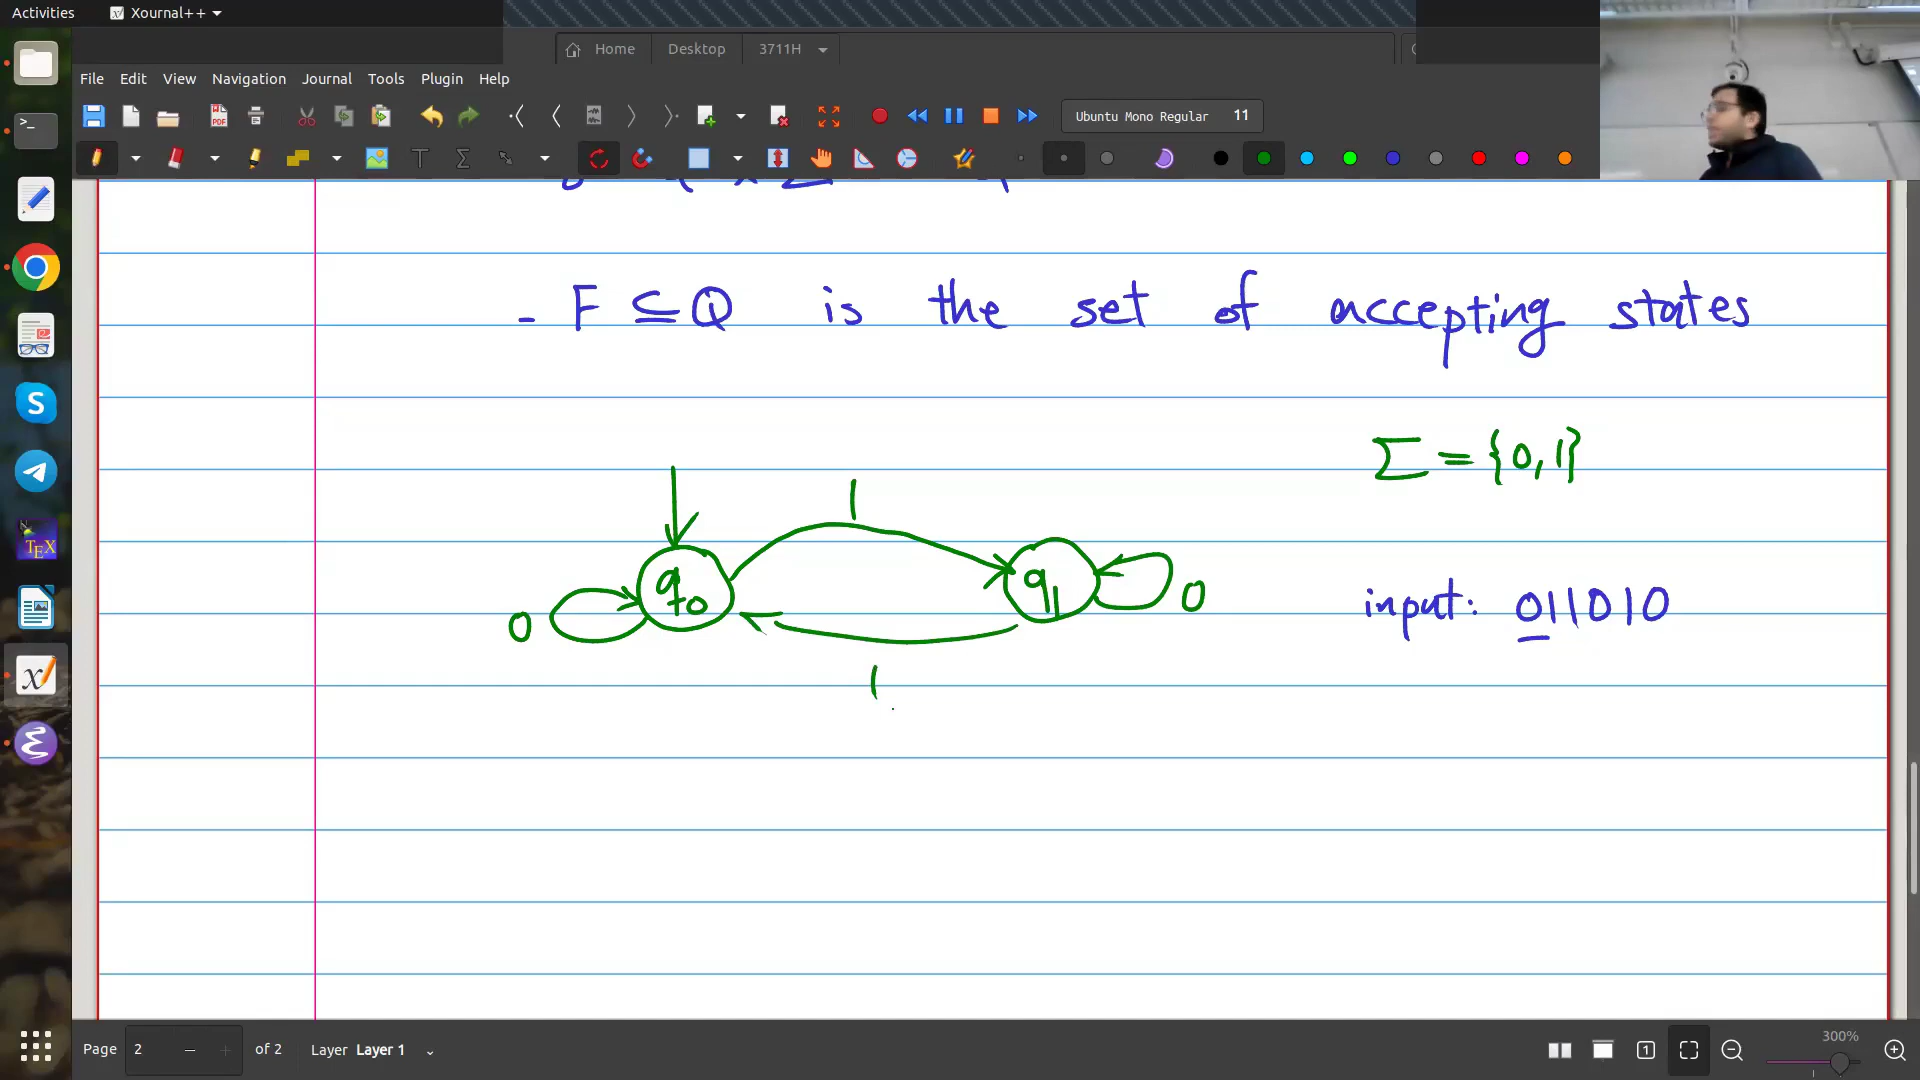 Activities Xournal++
Home Desktop 3711H
File Edit View Navigation Journal Tools Plugin Help
Ubuntu Mono Regular 11
- F ⊆ Q is the set of accepting states
Σ = {0,1}
1
q0 q1
0 0
input: 011010
1
Page 2 of 2 Layer Layer 1
300%